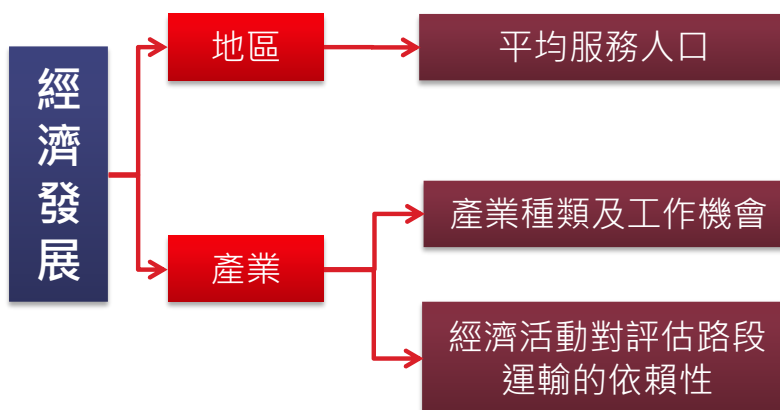 經濟發展
地區
平均服務人口
產業
產業種類及工作機會
經濟活動對評估路段
運輸的依賴性